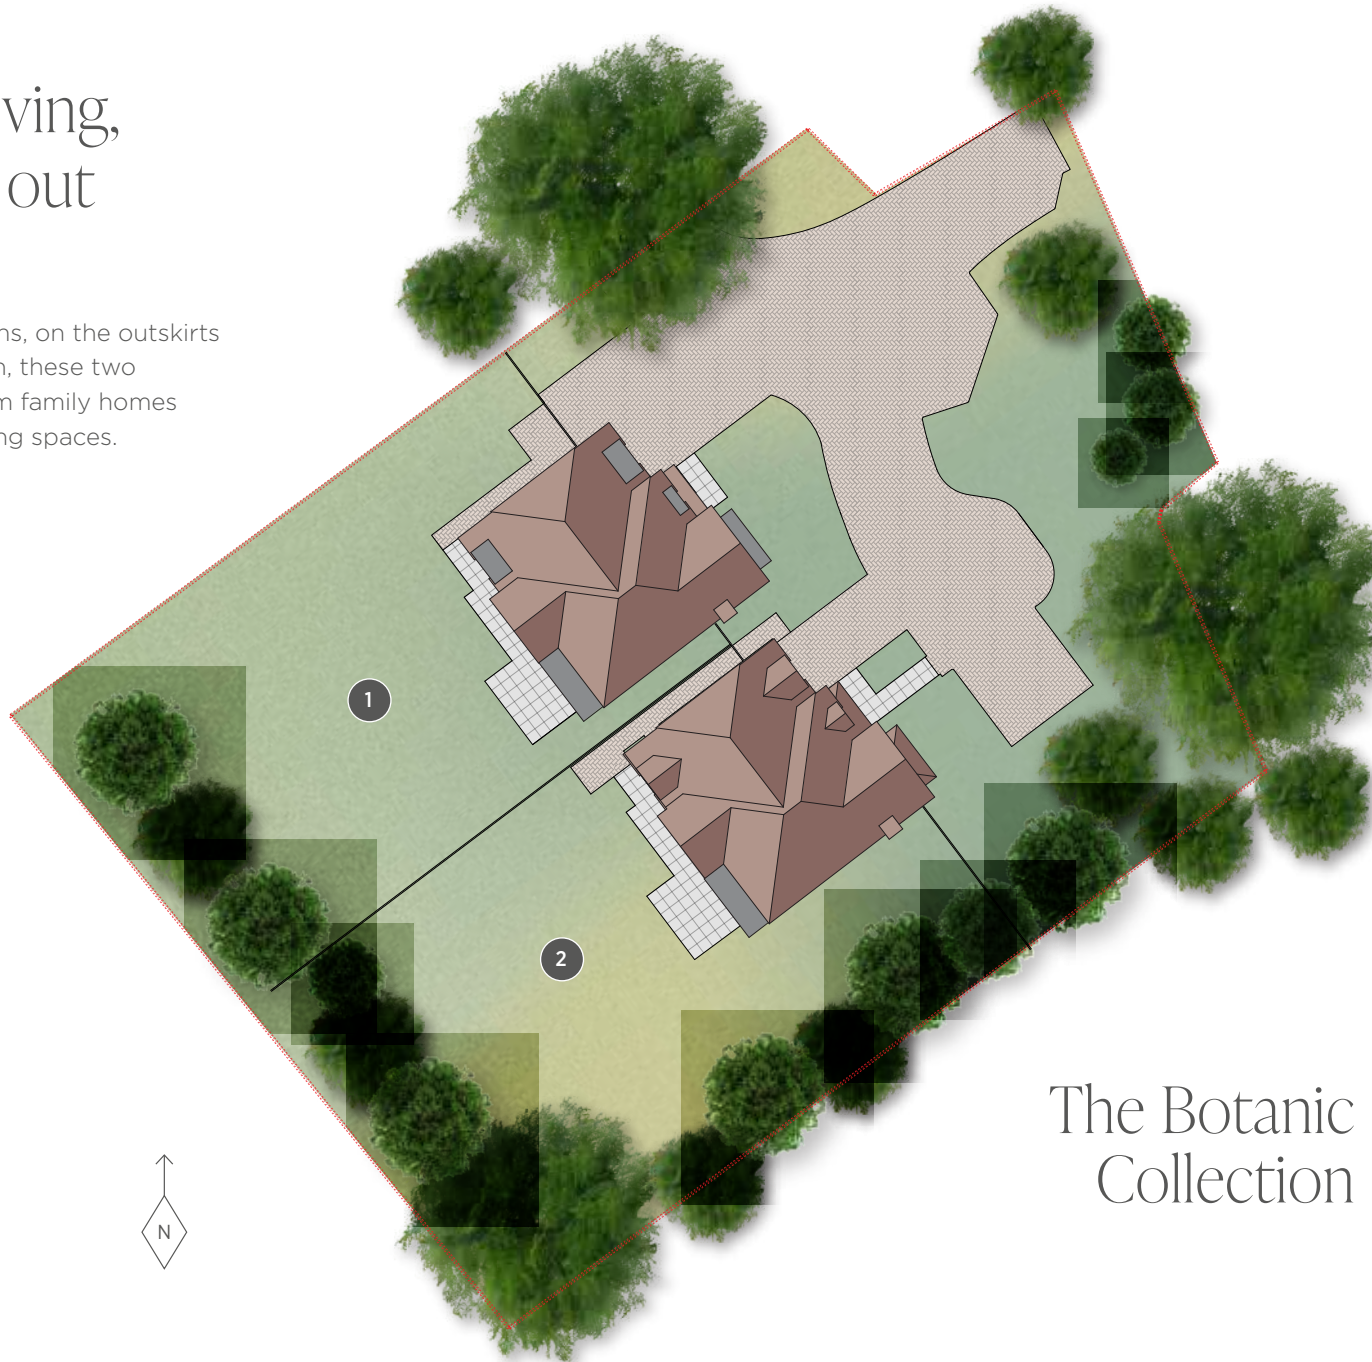 ving,
out
ns, on the outskirts
n, these two
m family homes
ng spaces.
1
2
N
The Botanic
Collection